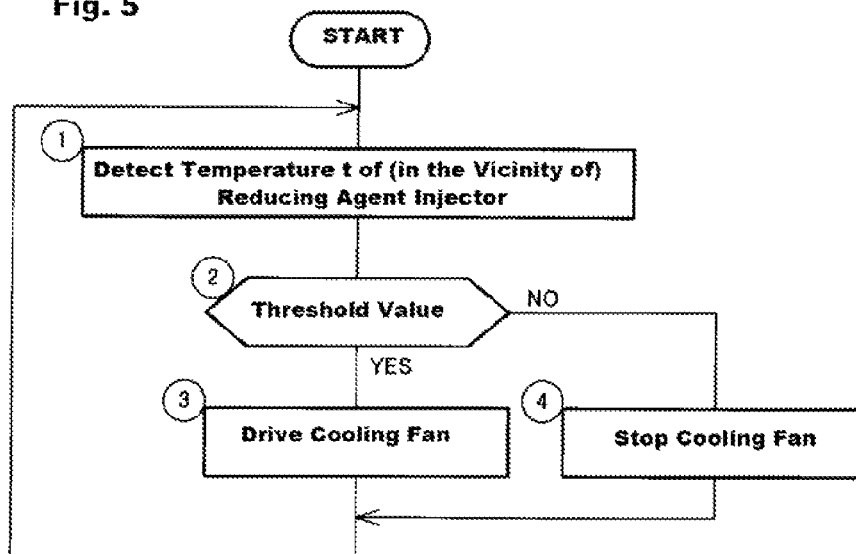 Fig. 5
START
1
Detect Temperature t of (in the Vicinity of)
Reducing Agent Injector
2
Threshold Value
NO
YES
3
Drive Cooling Fan
4
Stop Cooling Fan